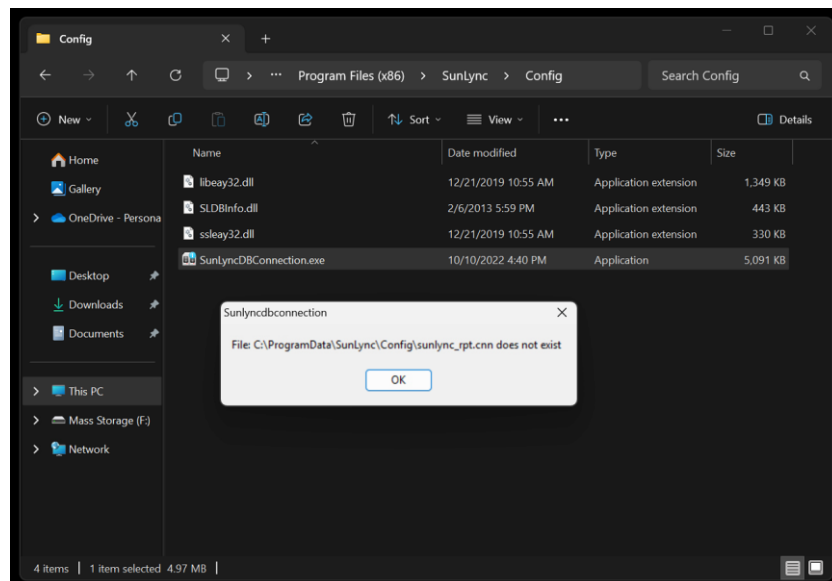 Config
Program Files (x86) > SunLync > Config
Search Config
New
Sort
View
Details
Name Date modified Type Size
Home
Gallery
OneDrive - Persona
Desktop
Downloads
Documents
This PC
Mass Storage (F:)
Network
libeay32.dll 12/21/2019 10:55 AM Application extension 1,349 KB
SLDBInfo.dll 2/6/2013 5:59 PM Application extension 443 KB
ssleay32.dll 12/21/2019 10:55 AM Application extension 330 KB
SunLyncDBConnection.exe 10/10/2022 4:40 PM Application 5,091 KB
Sunlyncdbconnection
File: C:\ProgramData\SunLync\Config\sunlync_rpt.cnn does not exist
OK
4 items | 1 item selected 4.97 MB |